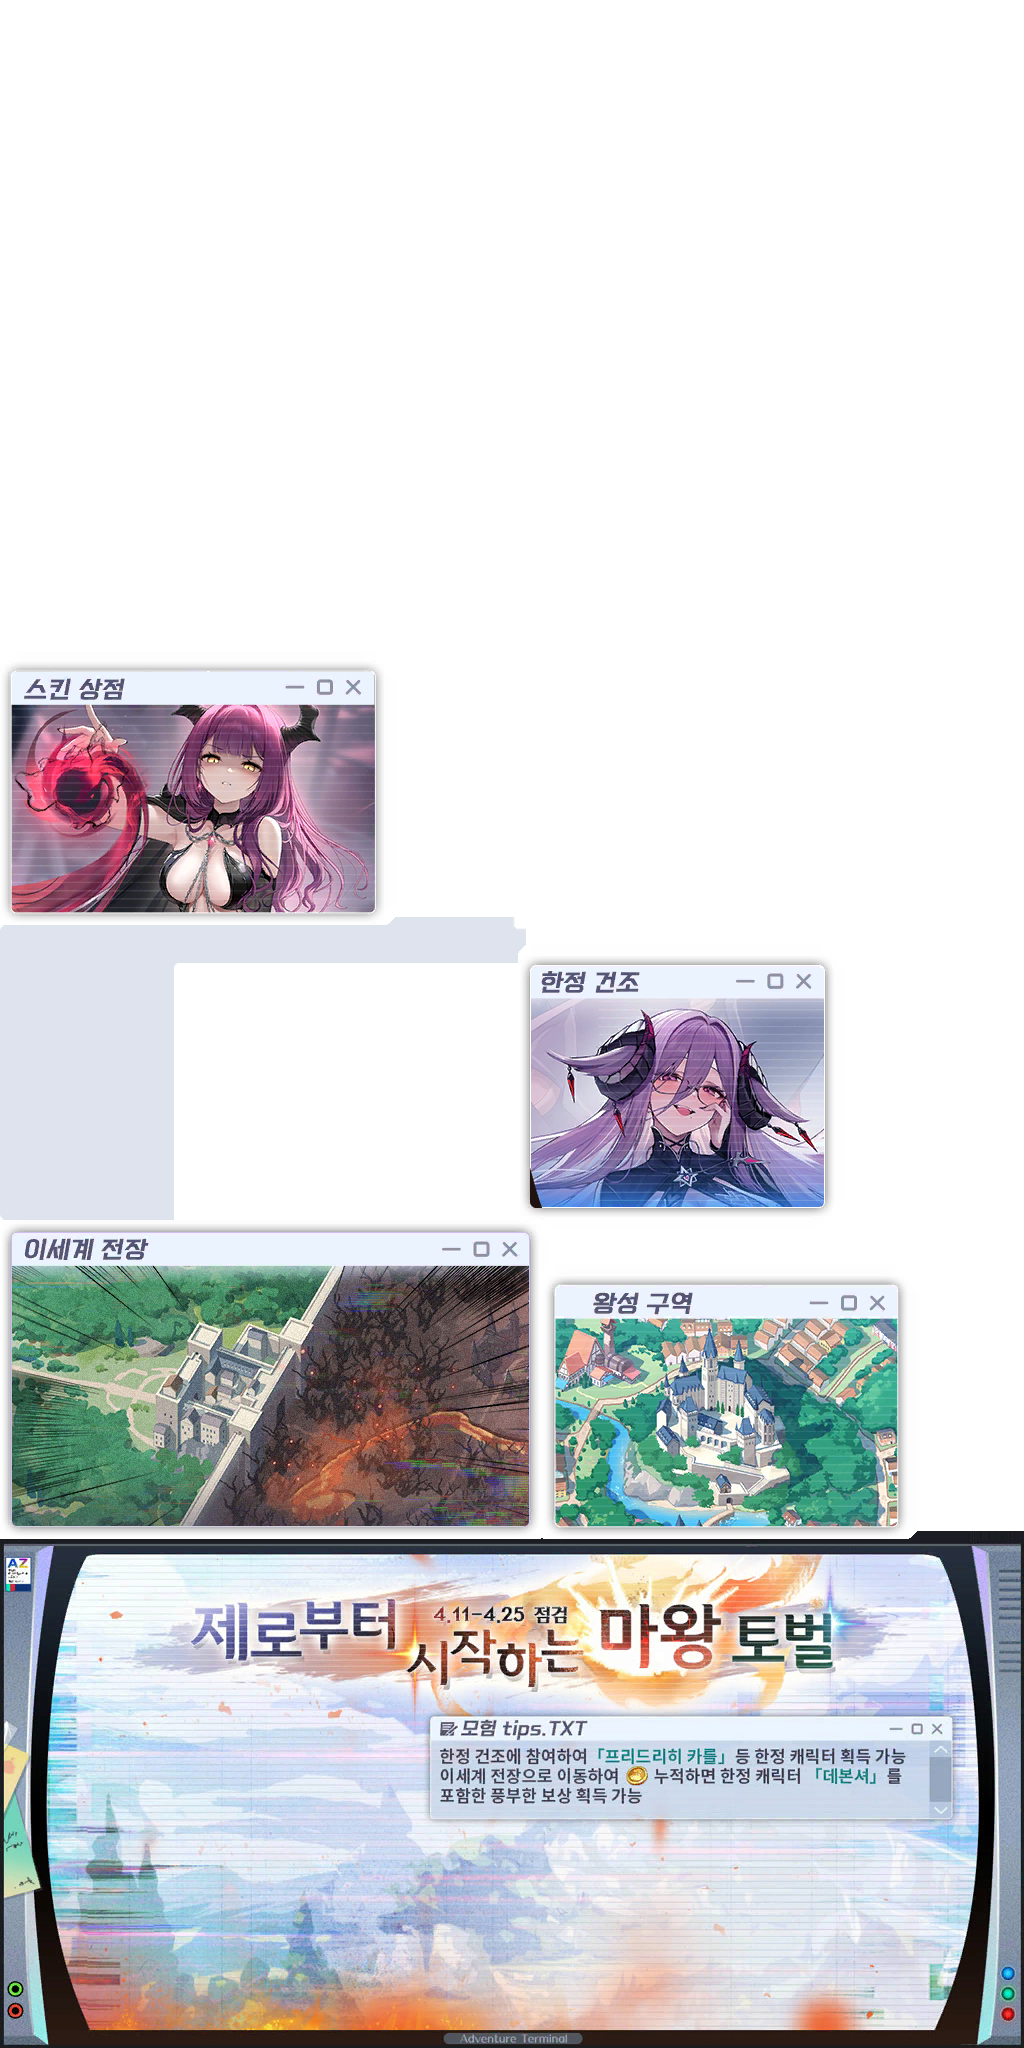 스킨 상점
한정 건조
이세계 전장
왕성 구역
AZ
제로부터 시작하는 마왕 토벌
4.11-4.25 점검
모험 tips.TXT
한정 건조에 참여하여「프리드리히 카를」등 한정 캐릭터 획득 가능
이세계 전장으로 이동하여 누적하면 한정 캐릭터 「데본셔」를
포함한 풍부한 보상 획득 가능
Adventure Terminal